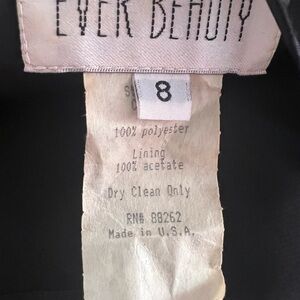 EVER BEAUTY
8
100% polyester
Lining
100% acetate
Dry Clean Only
RN# 88262
Made in U.S.A.